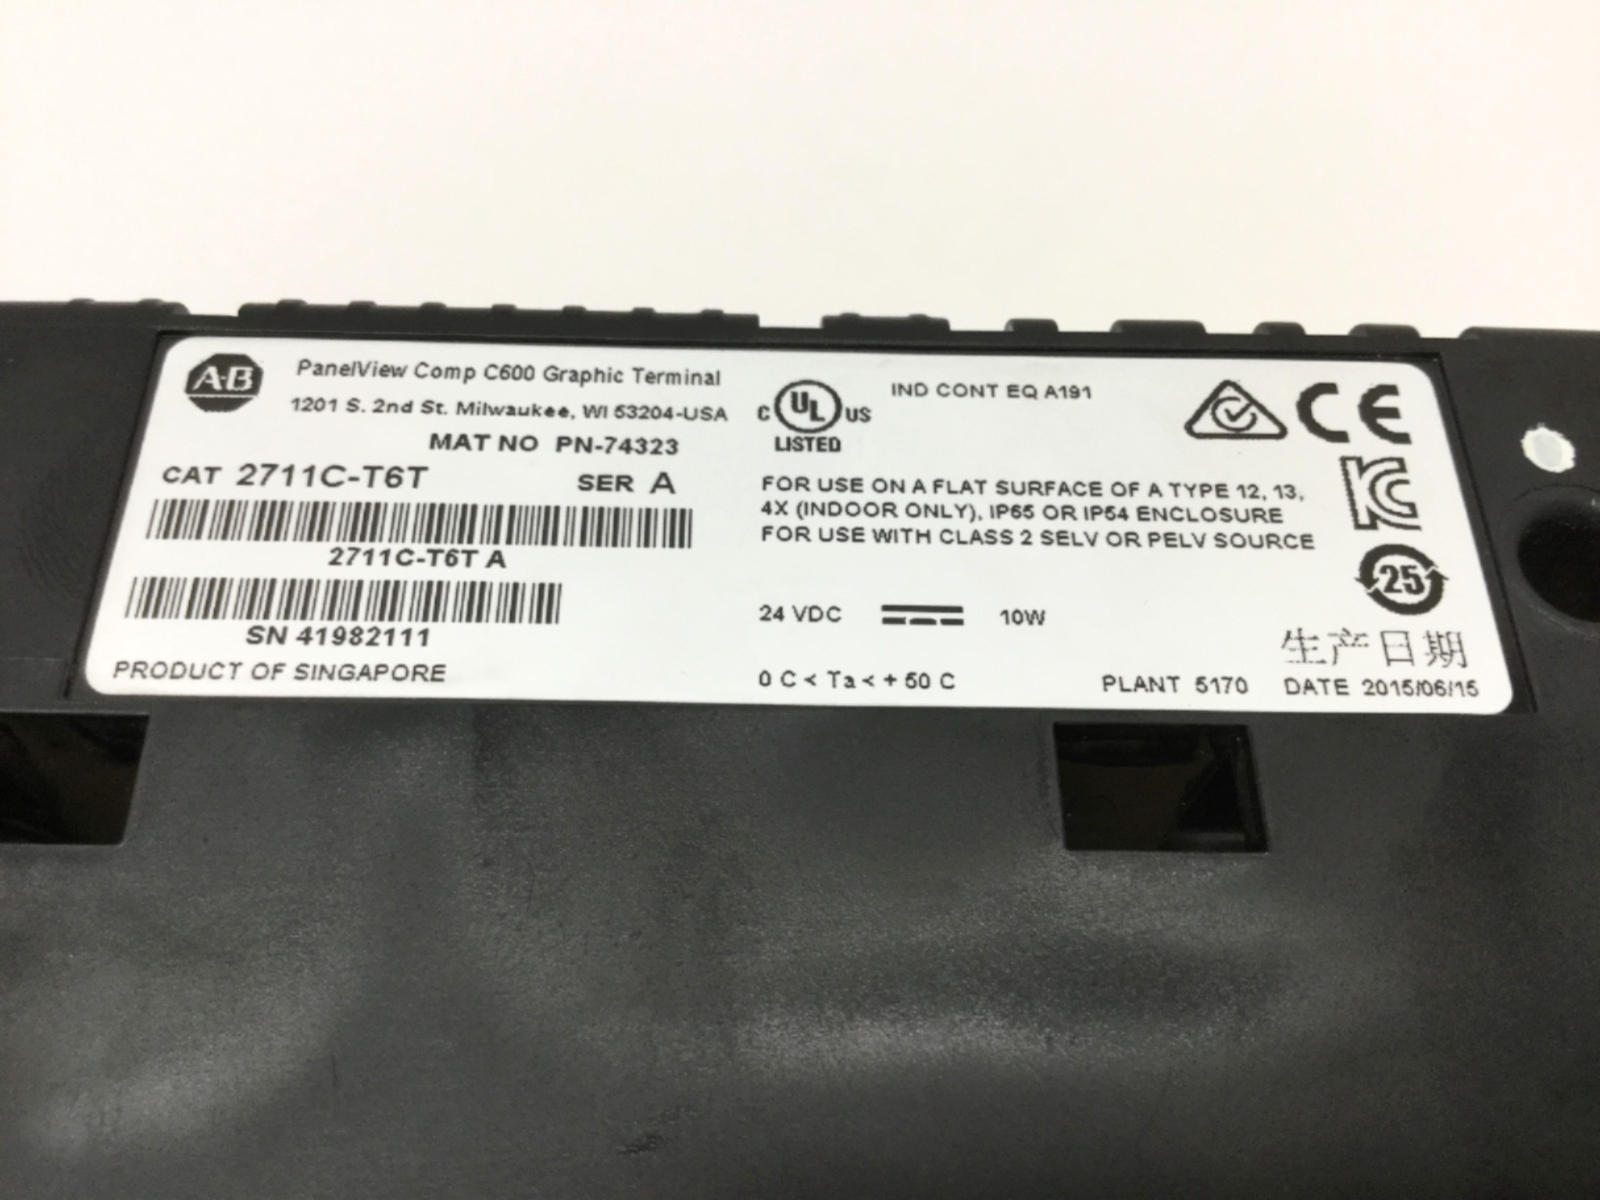 A-B
PanelView Comp C600 Graphic Terminal
1201 S. 2nd St. Milwaukee, WI 53204-USA
MAT NO PN-74323
CAT 2711C-T6T SER A
2711C-T6T A
SN 41982111
PRODUCT OF SINGAPORE
C UL US
LISTED
IND CONT EQ A191
FOR USE ON A FLAT SURFACE OF A TYPE 12, 13,
4X (INDOOR ONLY), IP65 OR IP54 ENCLOSURE
FOR USE WITH CLASS 2 SELV OR PELV SOURCE
24 VDC 10W
0 C < Ta < + 50 C
CE
KC
25
生产日期
PLANT 5170 DATE 2015/06/15